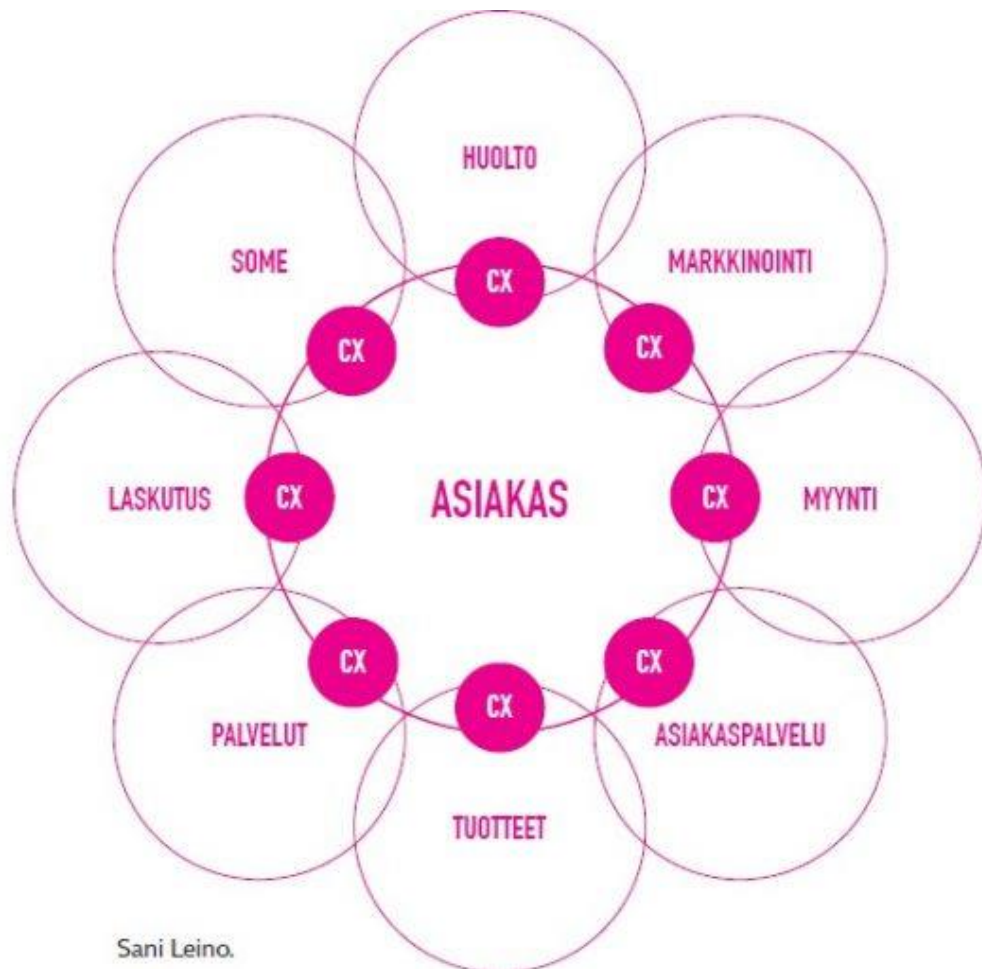 HUOLTO
SOME
MARKKINOINTI
CX
CX
CX
LASKUTUS
CX
ASIAKAS
CX
MYYNTI
CX
CX
CX
PALVELUT
ASIAKASPALVELU
TUOTTEET
Sani Leino.